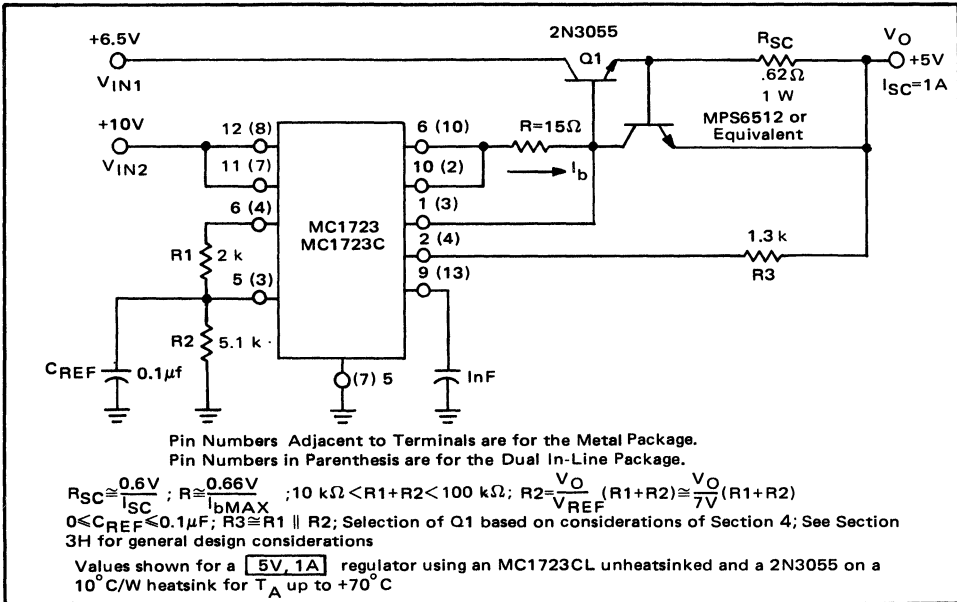 2N3055
+6.5V
Q1
RSC
VO
+5V
VIN1
.62Ω
ISC=1A
1 W
+10V
MPS6512 or
Equivalent
12 (8)
6 (10)
R=15Ω
VIN2
Ib
11 (7)
10 (2)
6 (4)
1 (3)
MC1723
MC1723C
2 (4)
1.3 k
R1
2 k
9 (13)
R3
5 (3)
R2
5.1 k
CREF
0.1μf
(7) 5
InF
Pin Numbers Adjacent to Terminals are for the Metal Package.
Pin Numbers in Parenthesis are for the Dual In-Line Package.
RSC≅0.6V/ISC ; R≅0.66V/IbMAX ;10 kΩ<R1+R2<100 kΩ; R2=VO/VREF (R1+R2)≅VO/7V(R1+R2)
0≤CREF≤0.1μF; R3≅R1 || R2; Selection of Q1 based on considerations of Section 4; See Section
3H for general design considerations
Values shown for a 5V, 1A regulator using an MC1723CL unheatsinked and a 2N3055 on a
10°C/W heatsink for TA up to +70°C